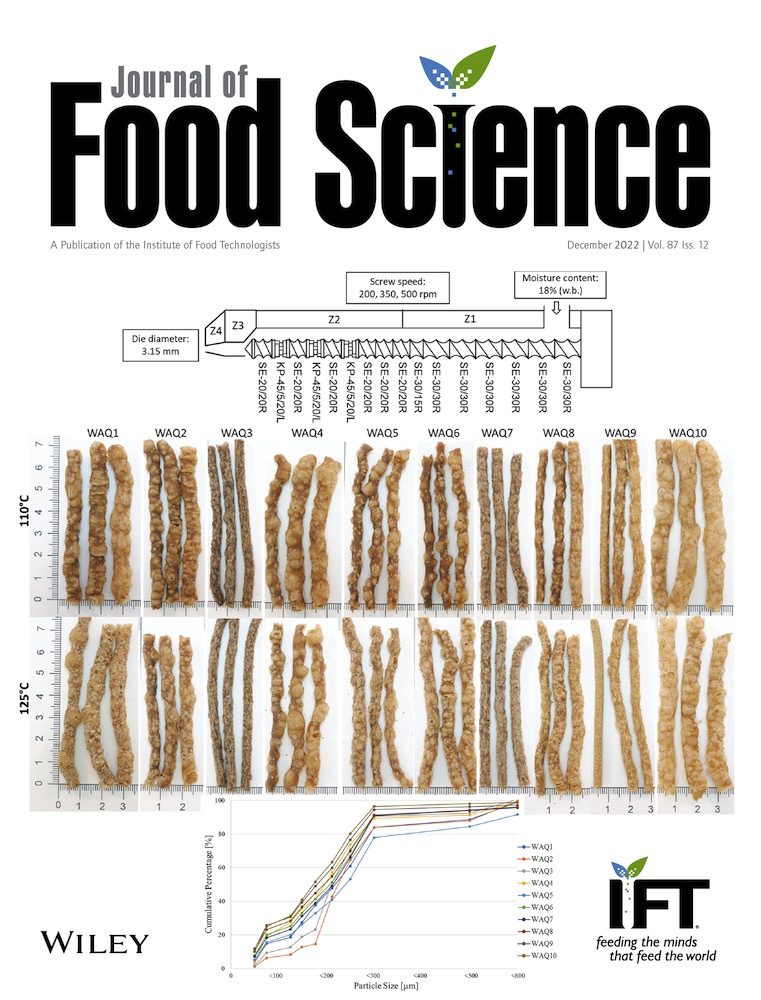 Journal of
Food Science
A Publication of the Institute of Food Technologists
December 2022 | Vol. 87 Iss. 12
Screw speed:
200, 350, 500 rpm
Moisture content:
18% (w.b.)
Die diameter:
3.15 mm
Z4 Z3 Z2 Z1
SE-20/20R
KP-45/5/20/L
SE-20/20R
KP-45/5/20/L
SE-20/20R
KP-45/5/20/L
SE-20/20R
SE-20/20R
SE-20/20R
SE-30/15R
SE-30/30R
SE-30/30R
SE-30/30R
SE-30/30R
SE-30/30R
SE-30/30R
WAQ1 WAQ2 WAQ3 WAQ4 WAQ5 WAQ6 WAQ7 WAQ8 WAQ9 WAQ10
110°C
7
6
5
4
3
2
1
0
125°C
7
6
5
4
3
2
1
0
0 1 2 3 1 2 1 2 1 2 3
Cumulative Percentage [%]
100
80
60
40
20
0
0 <100 <200 <300 <400 <500 <600
Particle Size [µm]
WAQ1
WAQ2
WAQ3
WAQ4
WAQ5
WAQ6
WAQ7
WAQ8
WAQ9
WAQ10
WILEY
IFT
feeding the minds
that feed the world